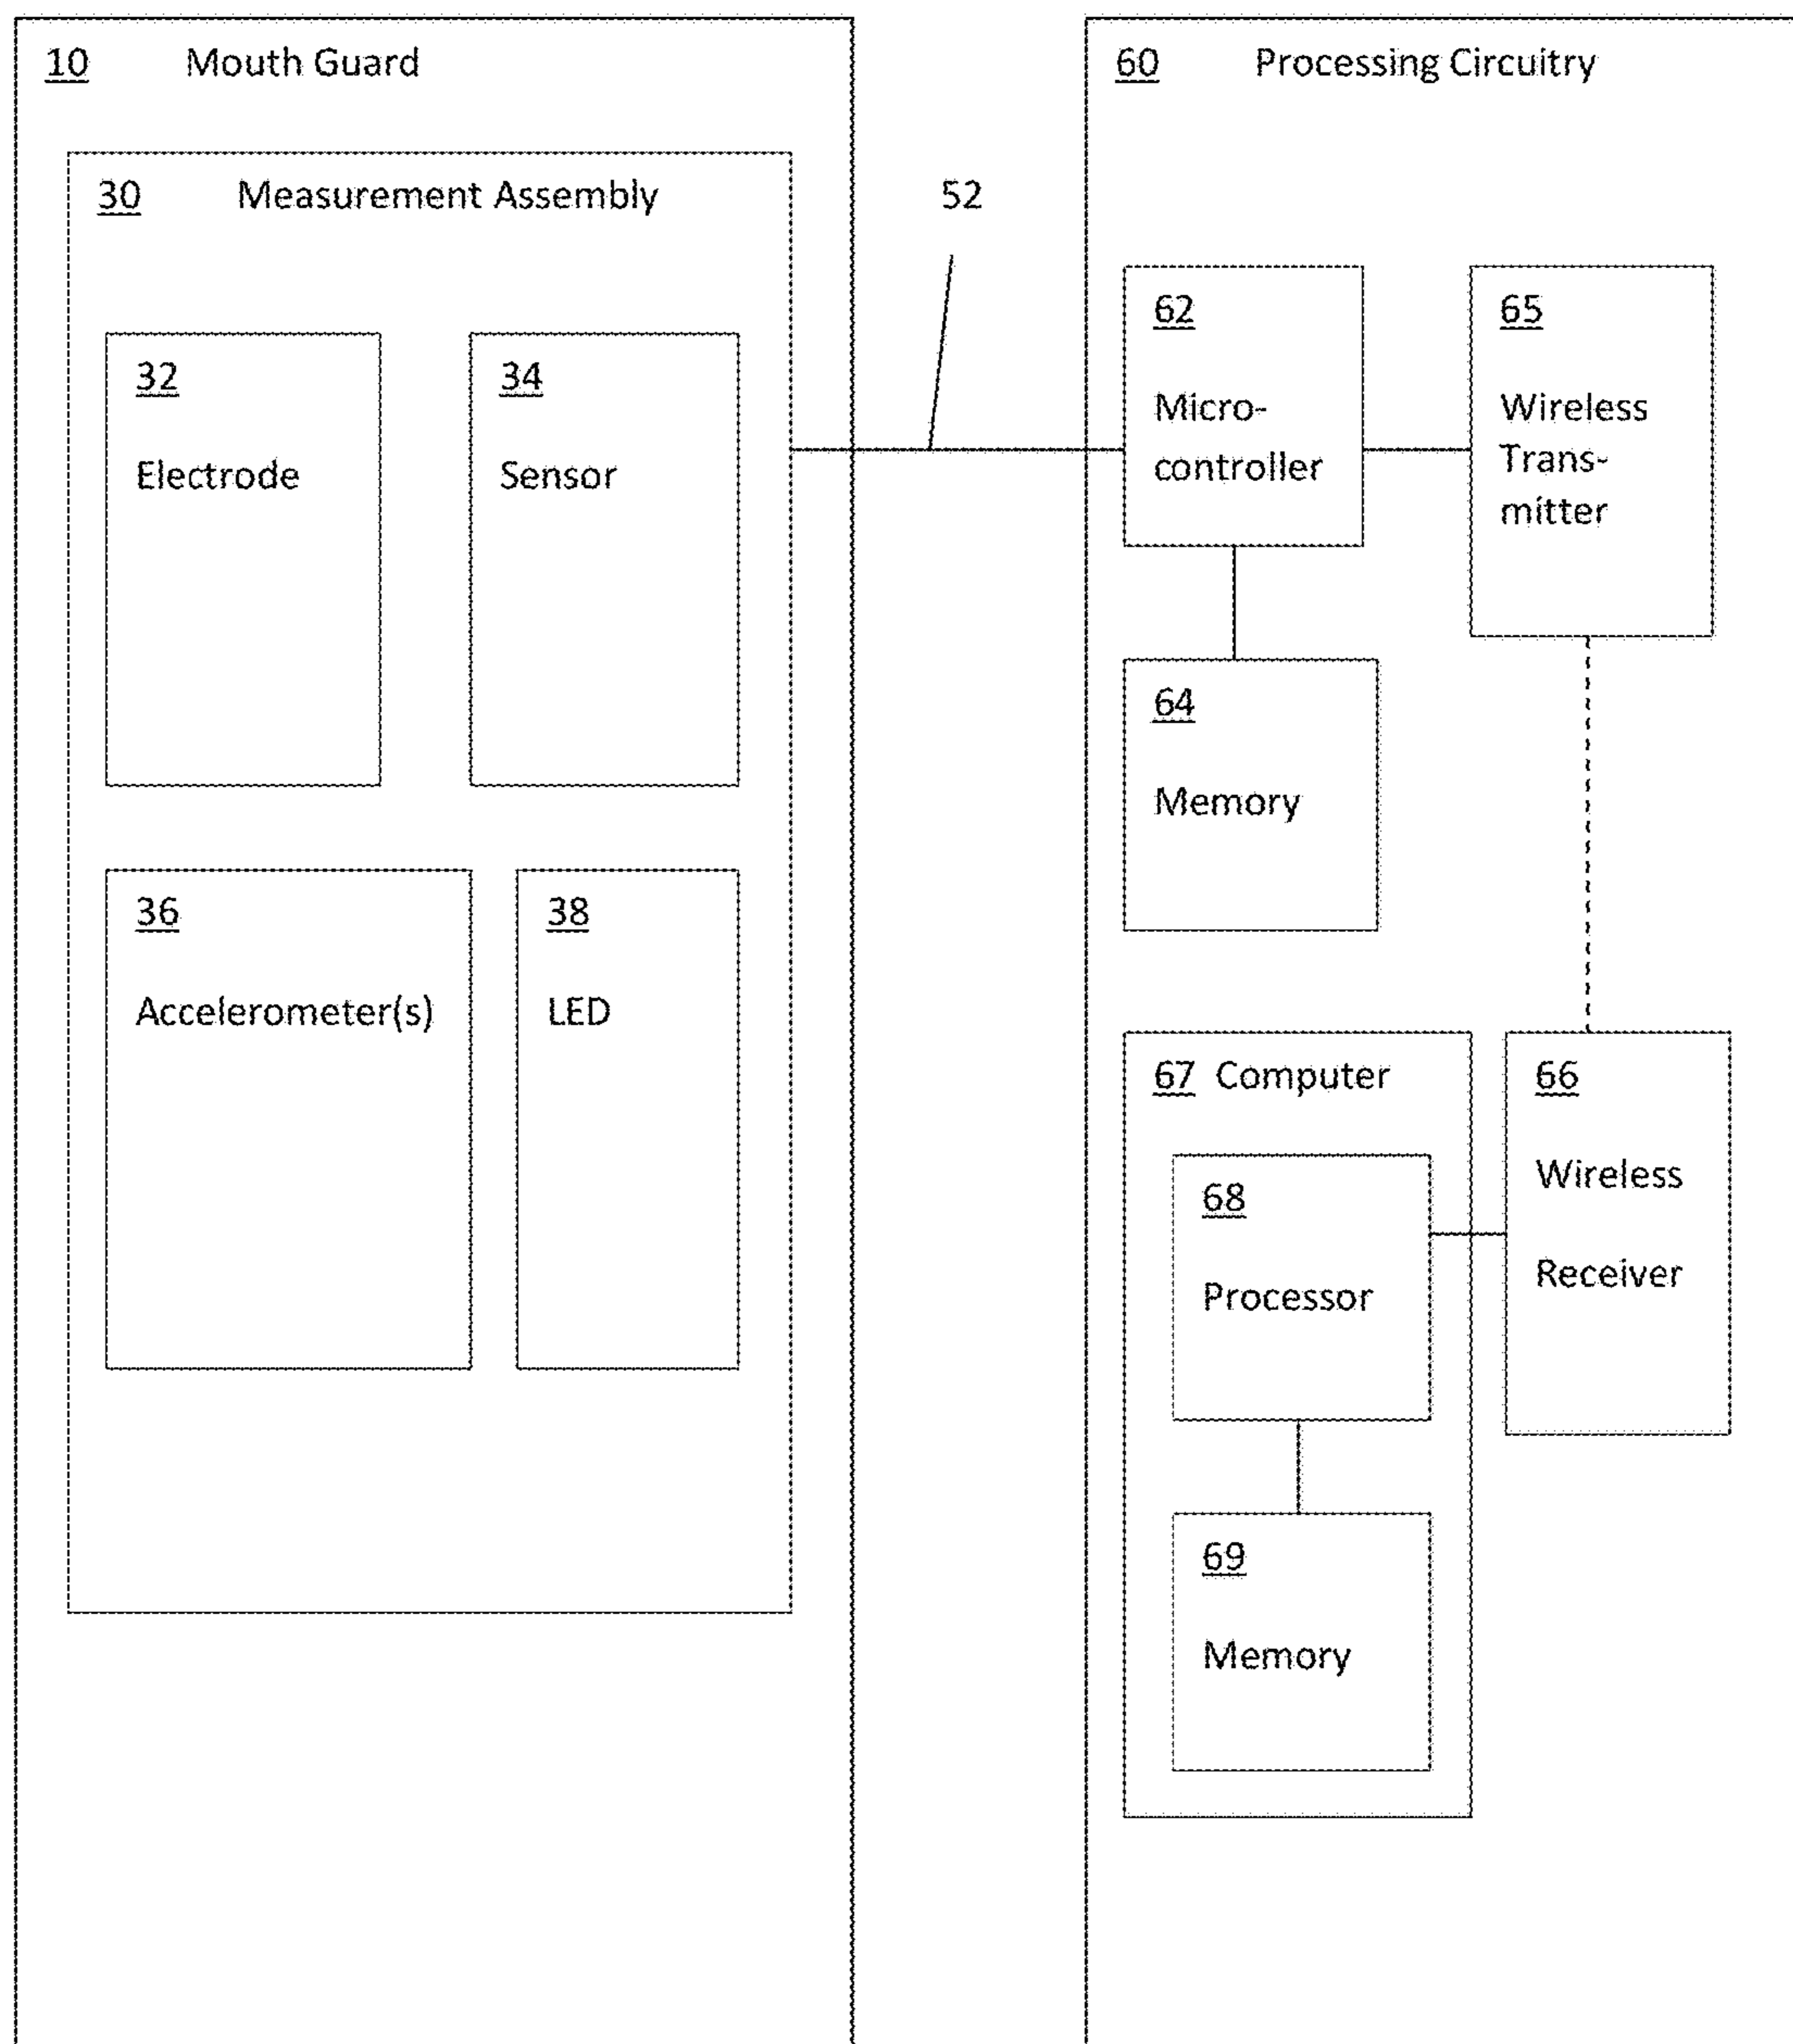 10 Mouth Guard
30 Measurement Assembly
32
Electrode
34
Sensor
36
Accelerometer(s)
38
LED
52
60 Processing Circuitry
62
Micro-
controller
65
Wireless
Trans-
mitter
64
Memory
67 Computer
68
Processor
69
Memory
66
Wireless
Receiver